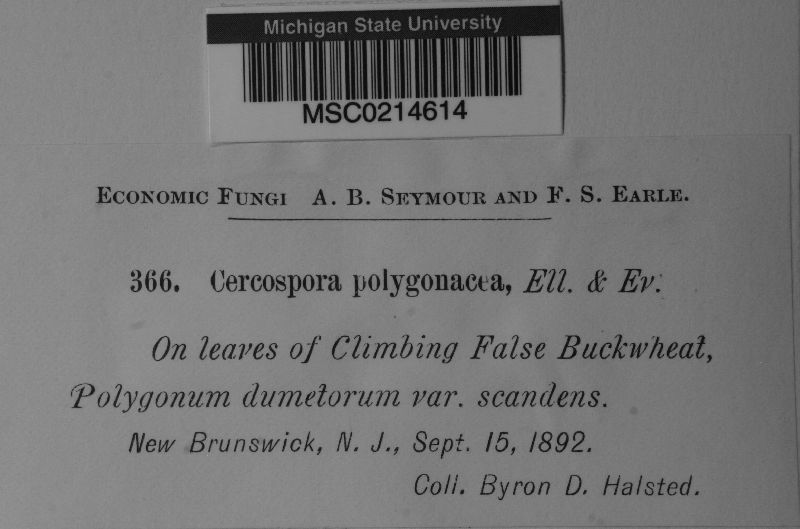 Michigan State University
MSC0214614
Economic Fungi A. B. Seymour and F. S. Earle.
366. Cercospora polygonacea, Ell. & Ev.
On leaves of Climbing False Buckwheat,
Polygonum dumetorum var. scandens.
New Brunswick, N. J., Sept. 15, 1892.
Coll. Byron D. Halsted.